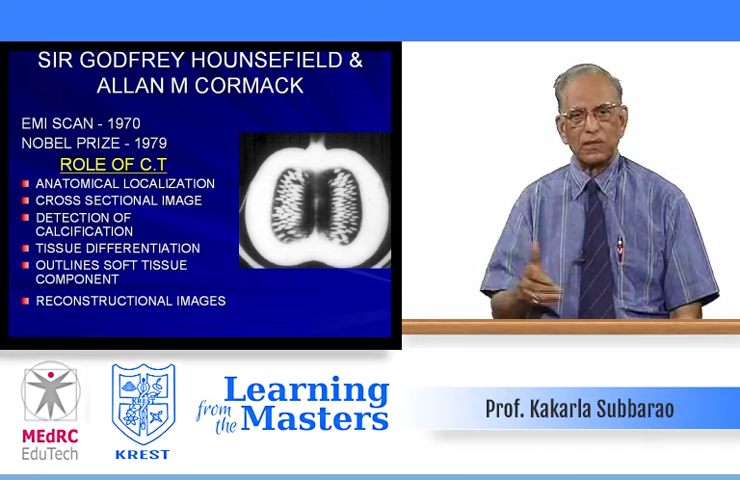 SIR GODFREY HOUNSEFIELD &
ALLAN M CORMACK
EMI SCAN - 1970
NOBEL PRIZE - 1979
ROLE OF C.T
ANATOMICAL LOCALIZATION
CROSS SECTIONAL IMAGE
DETECTION OF
CALCIFICATION
TISSUE DIFFERENTIATION
OUTLINES SOFT TISSUE
COMPONENT
RECONSTRUCTIONAL IMAGES
MEdRC
EduTech
KREST
KREST
Learning
from the
Masters
Prof. Kakarla Subbarao